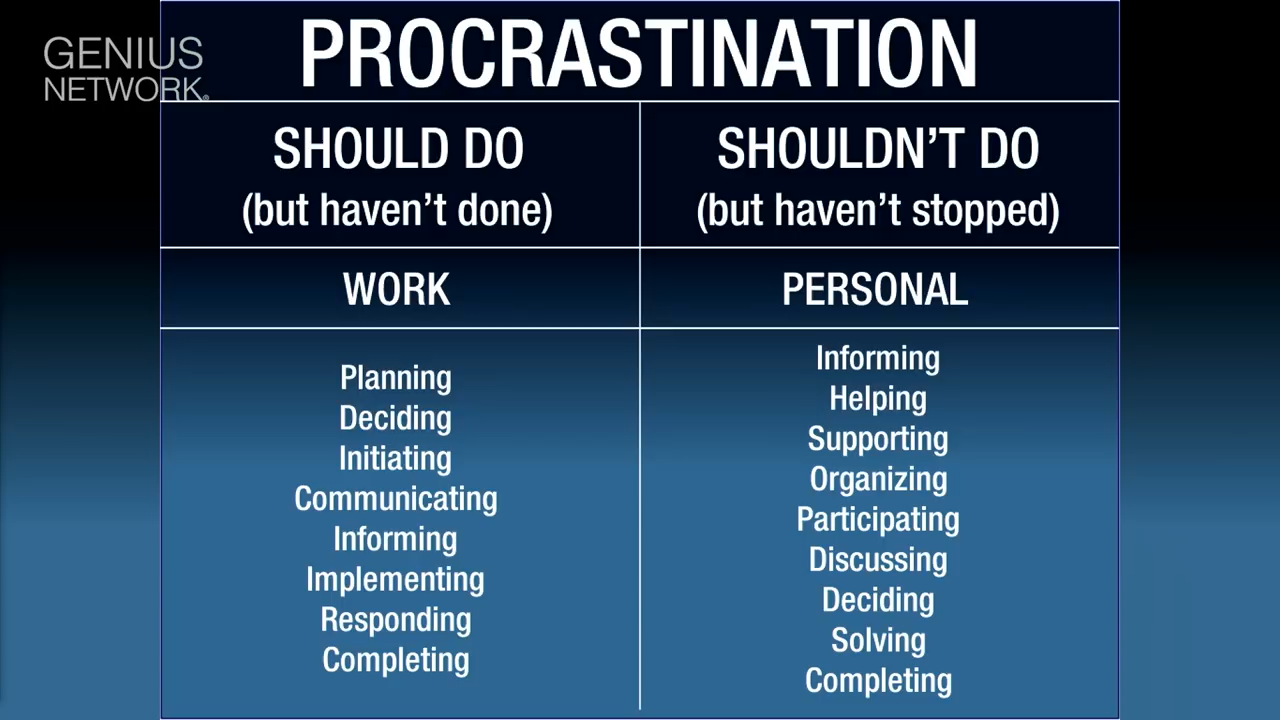 GENIUS
NETWORK®
PROCRASTINATION
SHOULD DO
(but haven't done)
SHOULDN'T DO
(but haven't stopped)
WORK
PERSONAL
Planning
Deciding
Initiating
Communicating
Informing
Implementing
Responding
Completing
Informing
Helping
Supporting
Organizing
Participating
Discussing
Deciding
Solving
Completing